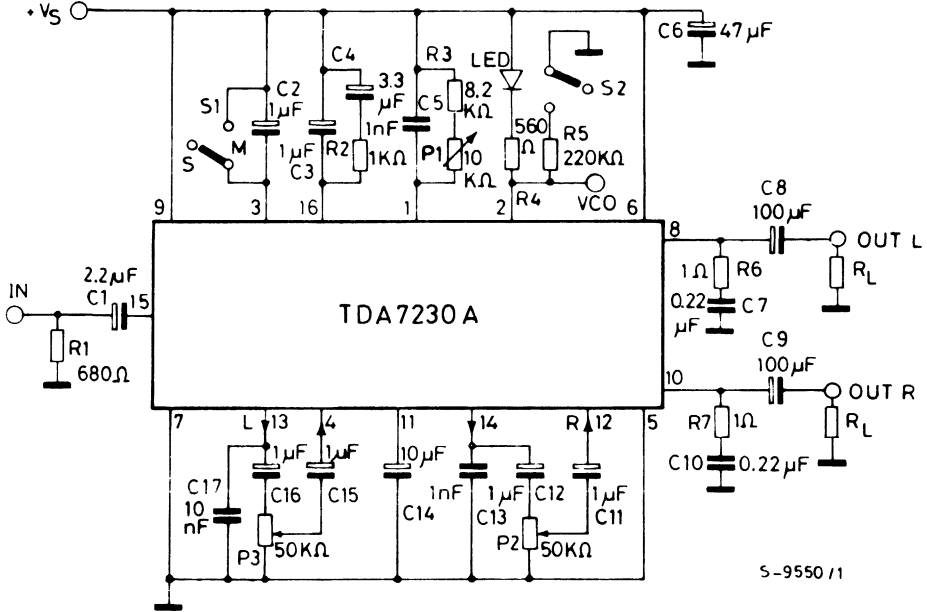 +VS
C6
47 µF
C4
R3
LED
S2
C2
1µF
3.3
µF
C5
8.2
KΩ
S1
S
M
1µF
C3
R2
1nF
1KΩ
P1
10
KΩ
560
Ω
R5
220KΩ
R4
VCO
9
3
16
1
2
6
8
C8
100µF
OUT L
IN
2.2µF
C1
15
R1
680Ω
TDA7230A
1Ω
R6
RL
0.22
µF
C7
C9
100µF
10
OUT R
R7
1Ω
RL
C10
0.22µF
7
L
13
4
11
14
R
12
5
1µF
1µF
10µF
C17
10
nF
C16
C15
C14
1nF
C13
1µF
C12
1µF
C11
P3
50KΩ
P2
50KΩ
S-9550/1